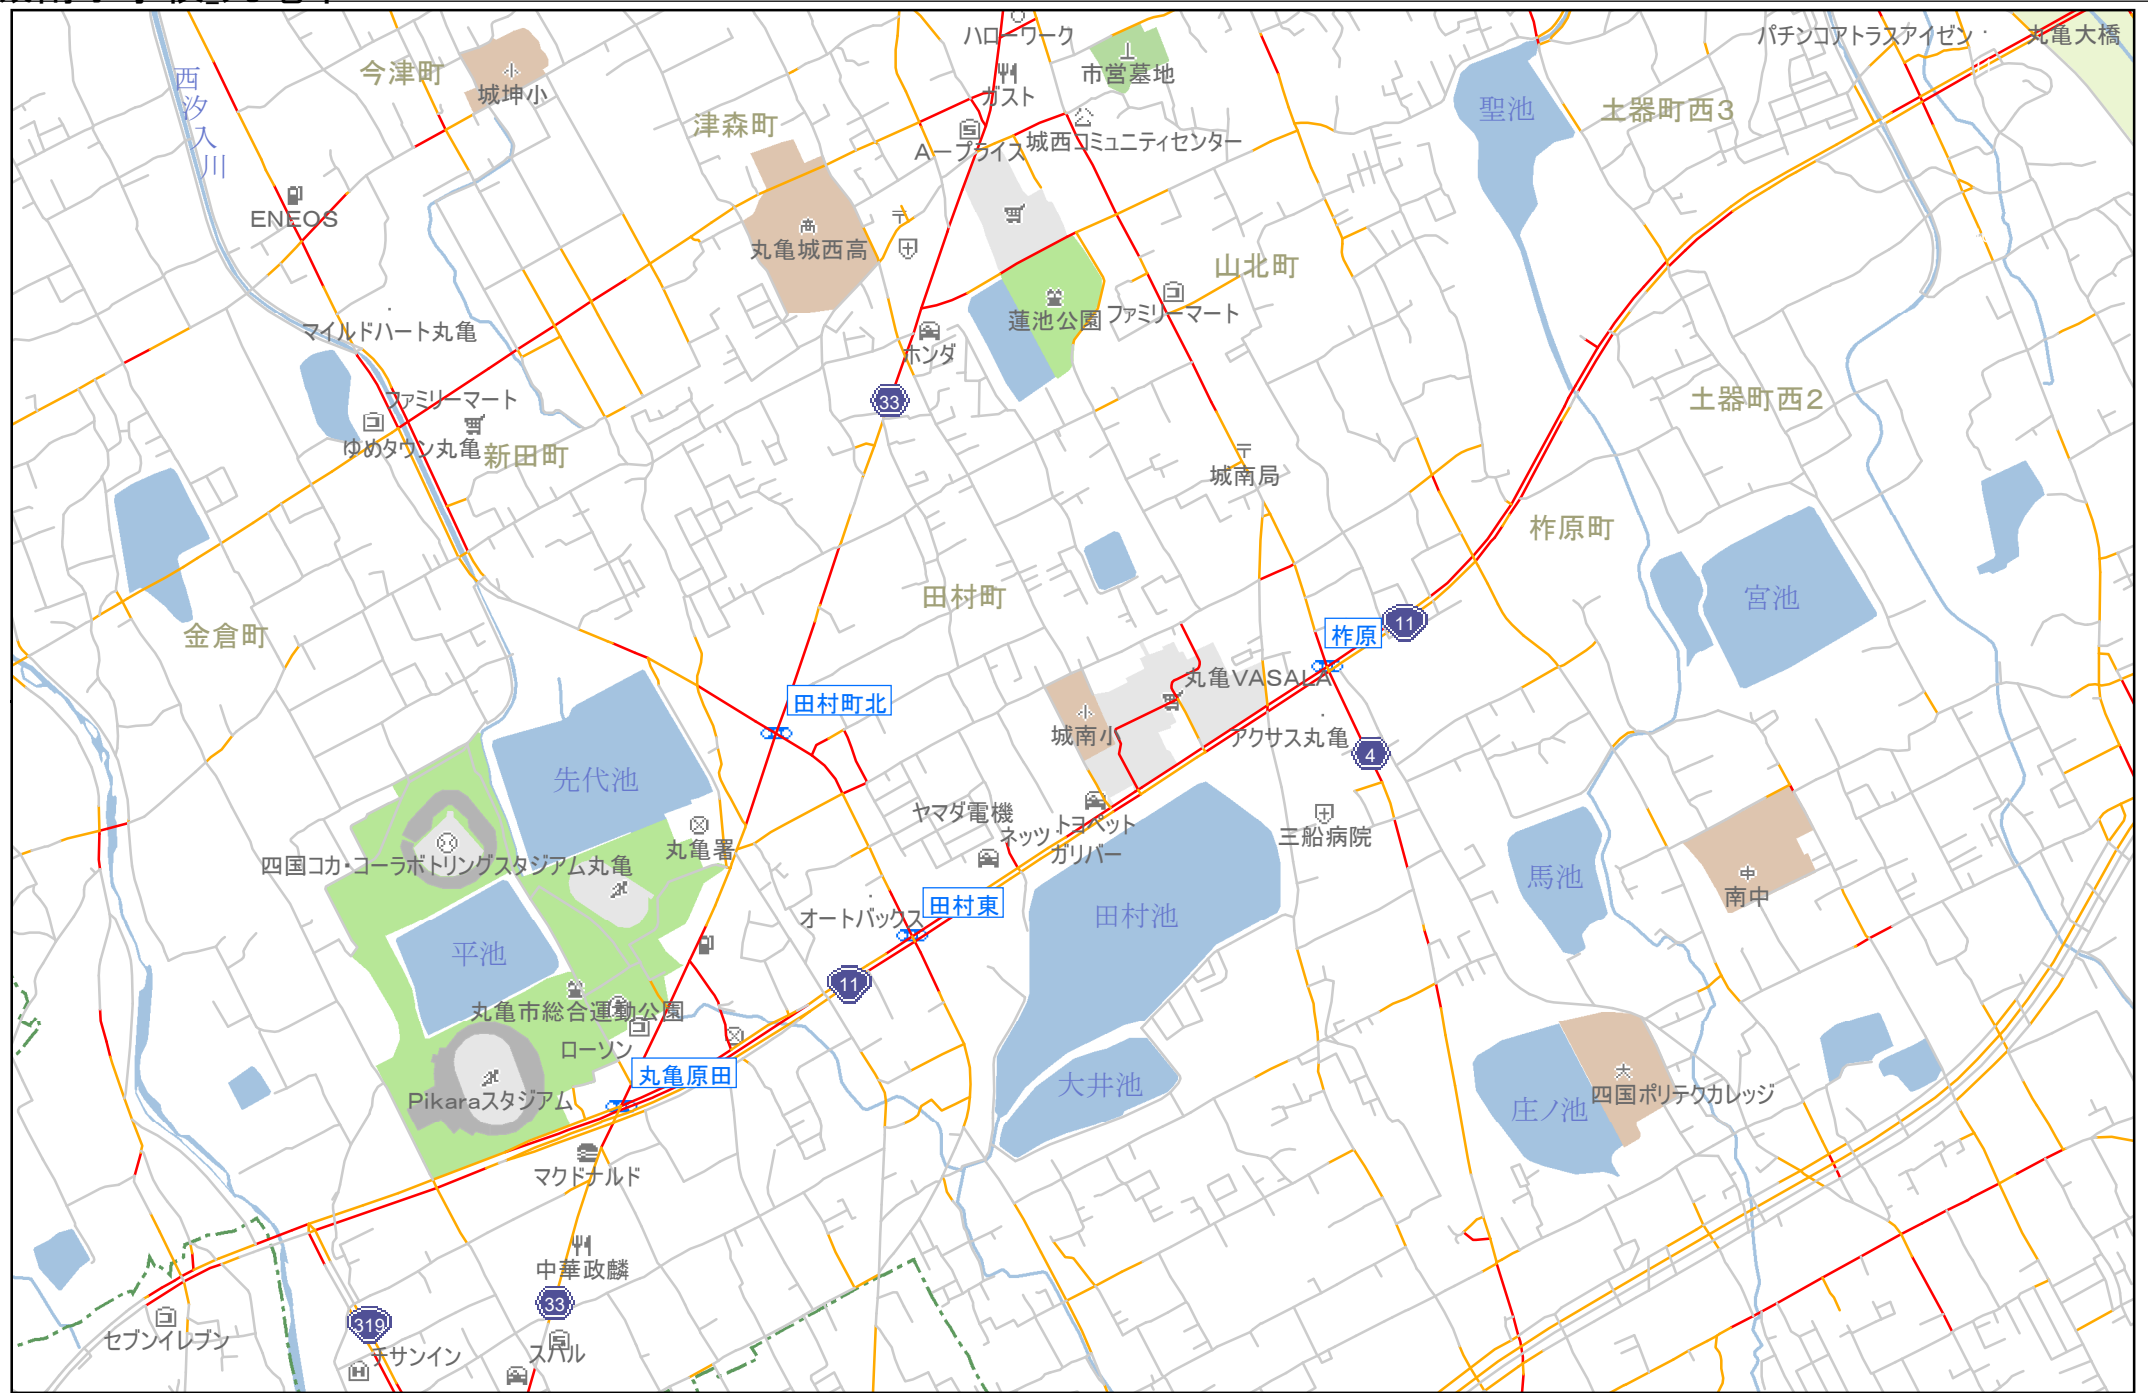 ハローワーク
パチンコアトラスアイゼン
丸亀大橋
今津町
市営墓地
西汐入川
城坤小
ガスト
聖池
土器町西3
津森町
Aープライス
城西コミュニティセンター
ENEOS
丸亀城西高
山北町
蓮池公園
ファミリーマート
マイルドハート丸亀
ホンダ
ファミリーマート
33
土器町西2
ゆめタウン丸亀
新田町
城南局
柞原町
田村町
宮池
金倉町
柞原
11
丸亀VASALA
田村町北
城南小
アクサス丸亀
4
先代池
ヤマダ電機
ネッツトヨペット
三船病院
丸亀署
ガリバー
四国コカ・コーラボトリングスタジアム丸亀
馬池
南中
田村東
オートバックス
田村池
平池
11
丸亀市総合運動公園
ローソン
丸亀原田
大井池
四国ポリテクカレッジ
Pikaraスタジアム
庄ノ池
マクドナルド
中華政麟
33
319
セブンイレブン
チサンイン
スバル